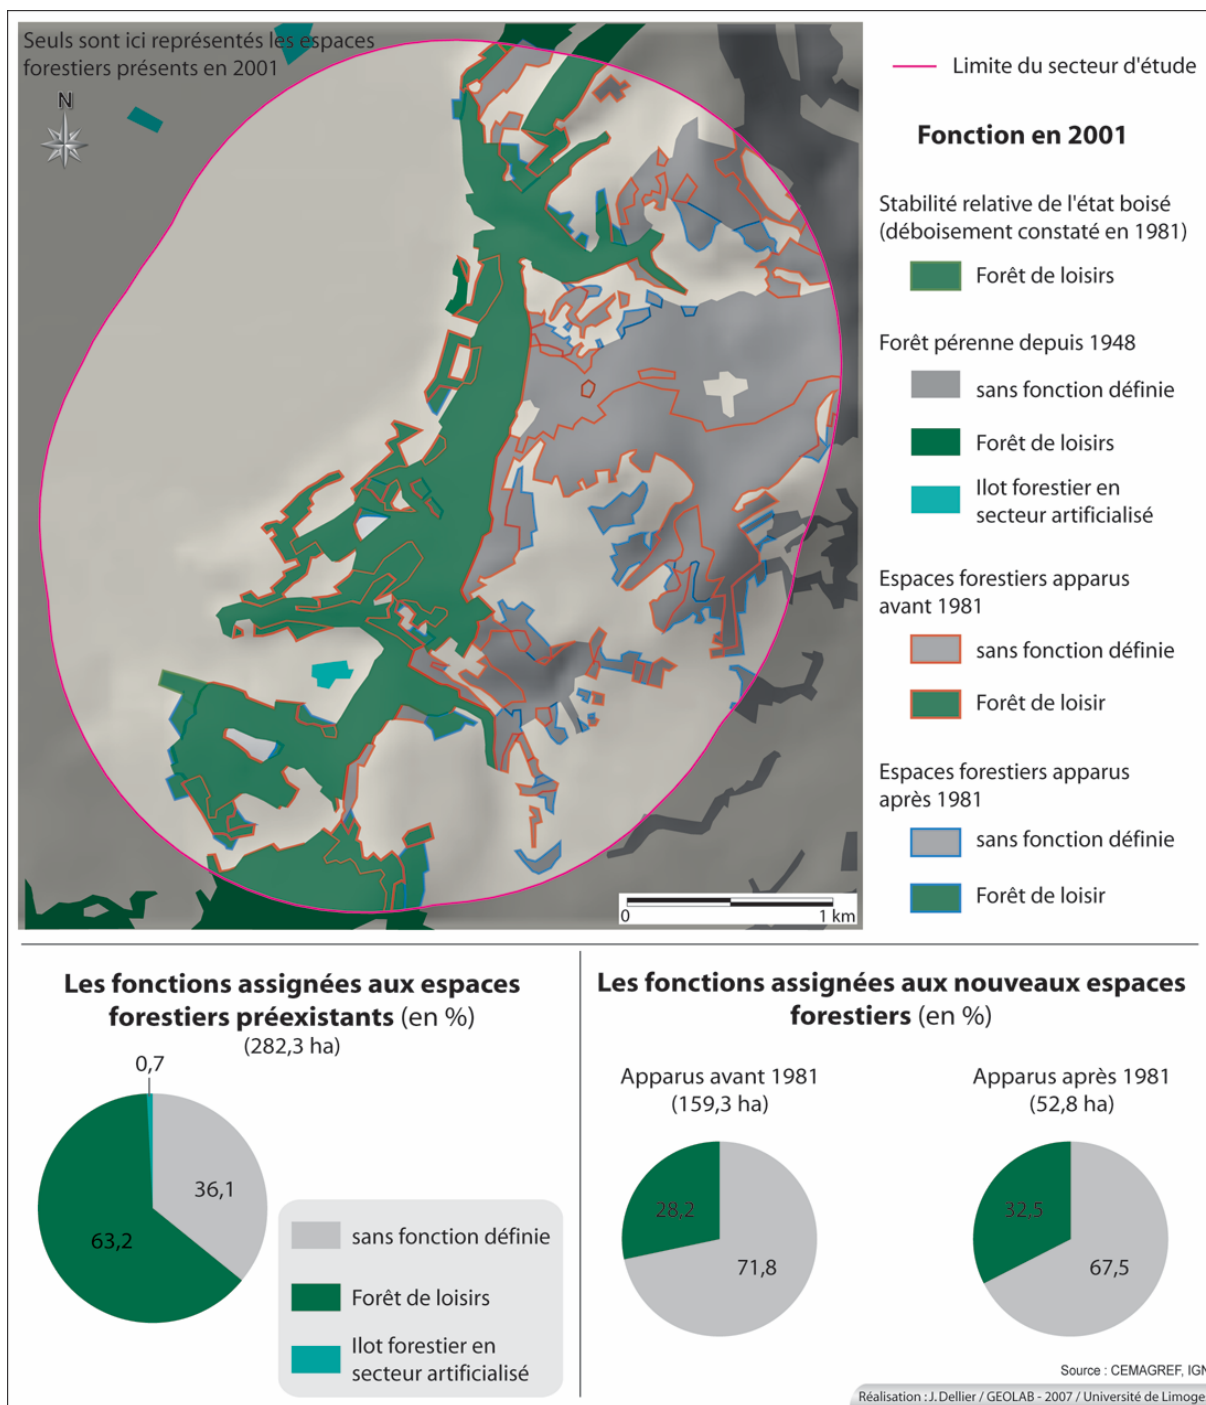 Seuls sont ici représentés les espaces
forestiers présents en 2001
N
0
1 km
Limite du secteur d'étude
Fonction en 2001
Stabilité relative de l'état boisé
(déboisement constaté en 1981)
Forêt de loisirs
Forêt pérenne depuis 1948
sans fonction définie
Forêt de loisirs
Ilot forestier en
secteur artificialisé
Espaces forestiers apparus
avant 1981
sans fonction définie
Forêt de loisir
Espaces forestiers apparus
après 1981
sans fonction définie
Forêt de loisir
Les fonctions assignées aux espaces
forestiers préexistants (en %)
(282,3 ha)
0,7
36,1
63,2
sans fonction définie
Forêt de loisirs
Ilot forestier en
secteur artificialisé
Les fonctions assignées aux nouveaux espaces
forestiers (en %)
Apparus avant 1981
(159,3 ha)
28,2
71,8
Apparus après 1981
(52,8 ha)
32,5
67,5
Source : CEMAGREF, IGN
Réalisation : J. Dellier / GEOLAB - 2007 / Université de Limoge